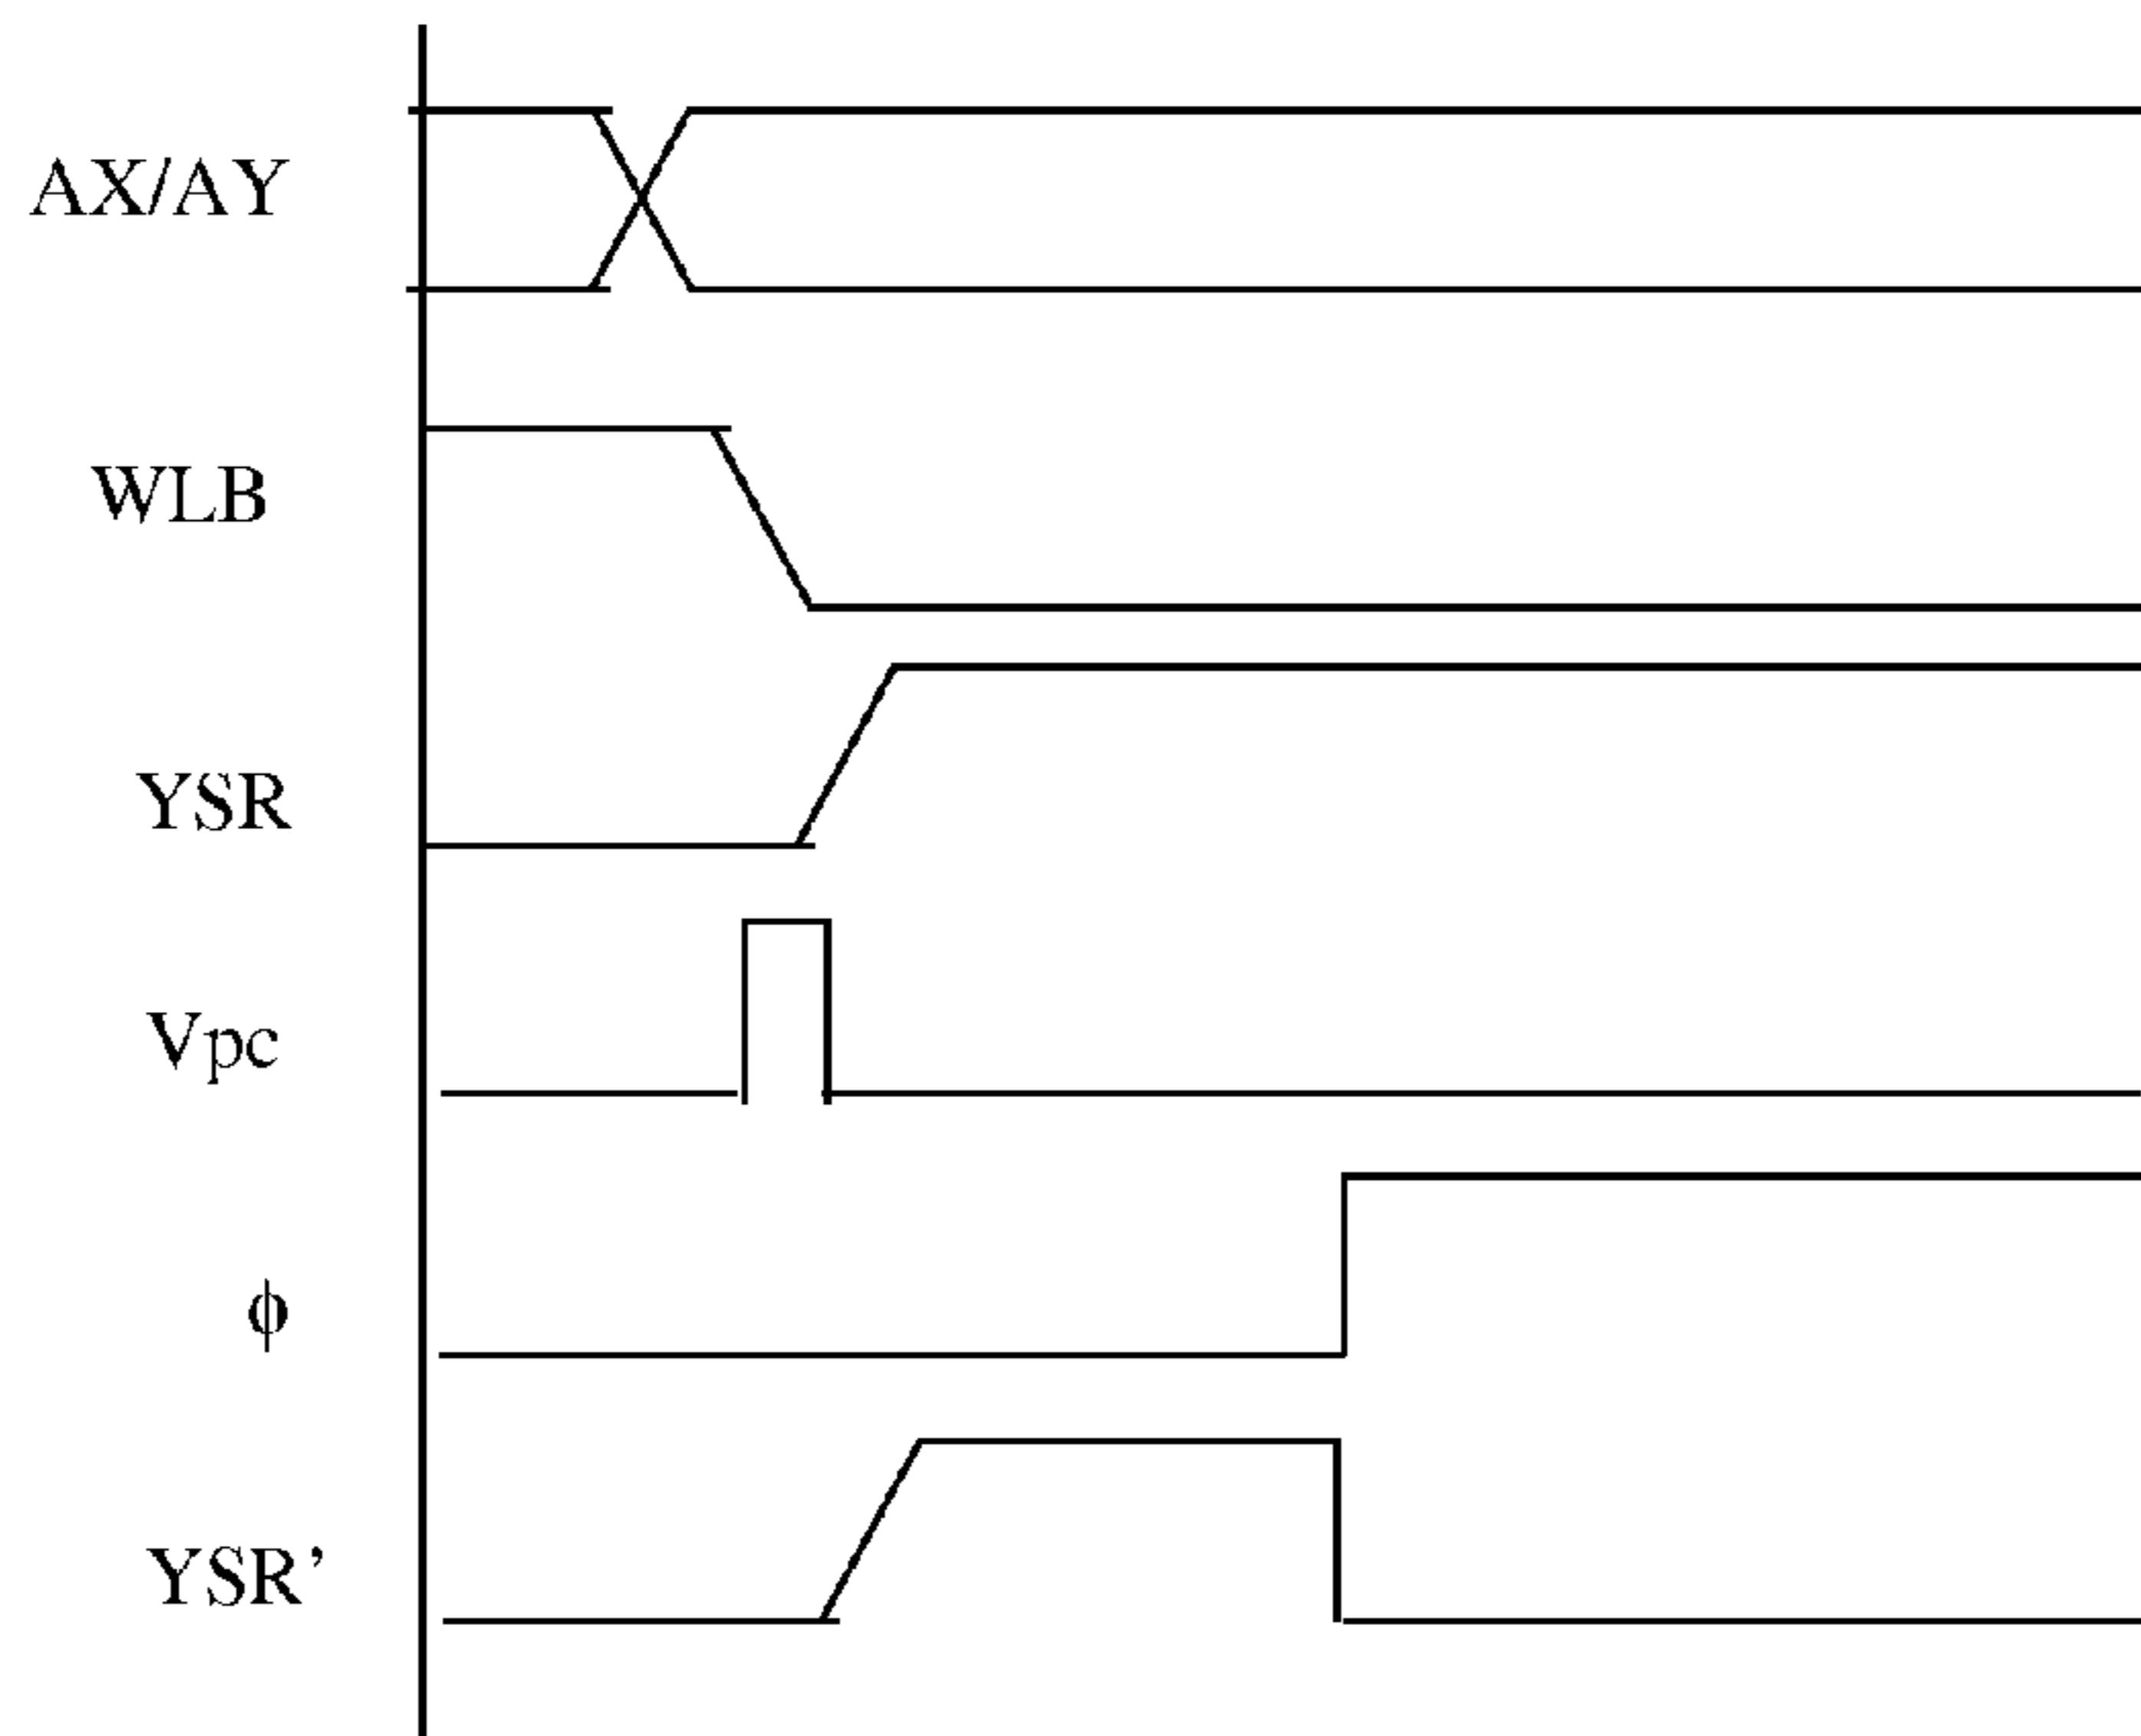 AX/AY
WLB
YSR
Vpc
ϕ
YSR’